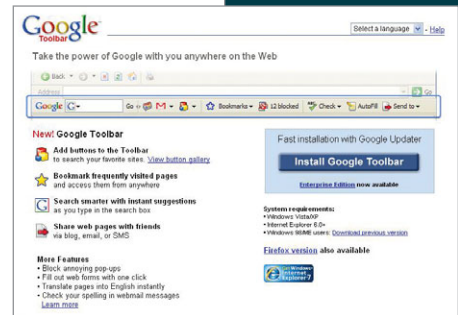 Google
Toolbar
Select a language - Help
Take the power of Google with you anywhere on the Web
Back
Address Go
Google G Go M Bookmarks 12 blocked Check AutoFill Send to
New! Google Toolbar
Add buttons to the Toolbar
to search your favorite sites. View button gallery
Bookmark frequently visited pages
and access them from anywhere
Search smarter with instant suggestions
as you type in the search box
Share web pages with friends
via blog, email, or SMS
More Features
• Block annoying pop-ups
• Fill out web forms with one click
• Translate pages into English instantly
• Check your spelling in webmail messages
Learn more
Fast installation with Google Updater
Install Google Toolbar
Enterprise Edition now available
System requirements:
• Windows Vista/XP
• Internet Explorer 6.0+
• Windows 98/ME users: Download previous version
Firefox version also available
Get Windows
Internet
Explorer 7